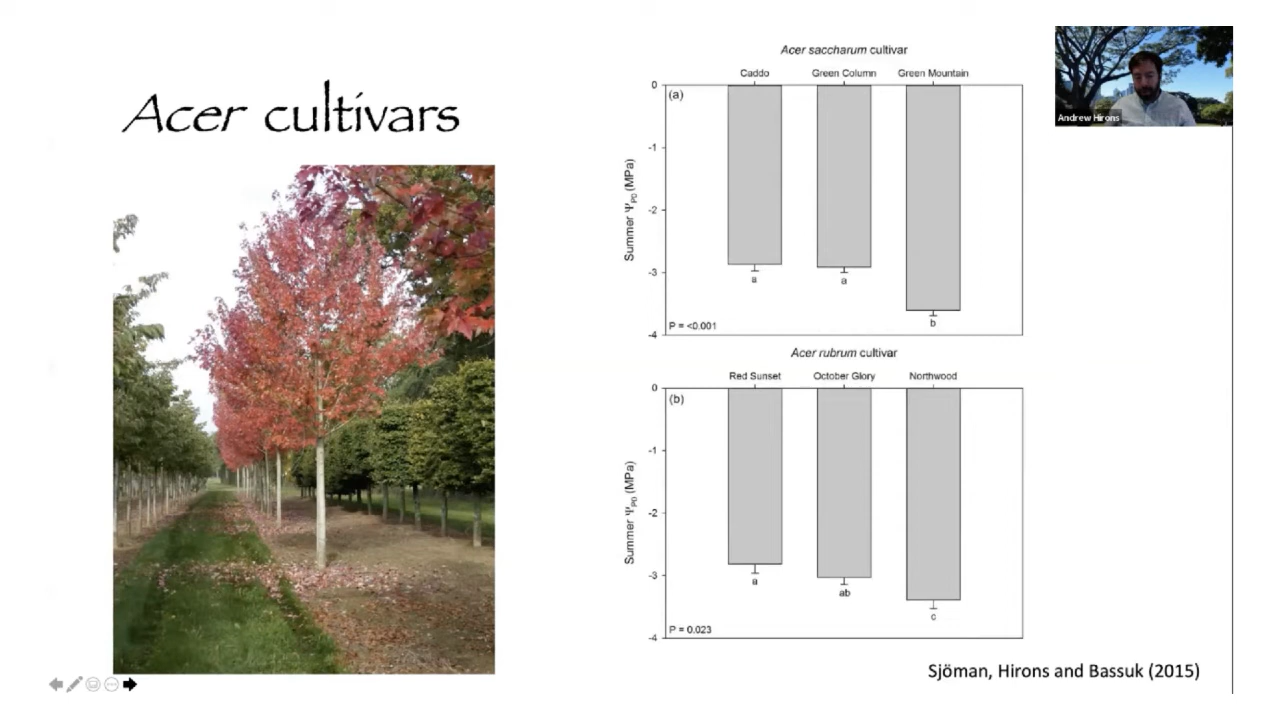 Acer cultivars
Acer saccharum cultivar
Caddo Green Column Green Mountain
(a)
0
-1
-2
-3
-4
Summer Ψ_PD (MPa)
a a b
P = <0.001
Acer rubrum cultivar
Red Sunset October Glory Northwood
(b)
0
-1
-2
-3
-4
Summer Ψ_PD (MPa)
a ab c
P = 0.023
Sjöman, Hirons and Bassuk (2015)
Andrew Hirons